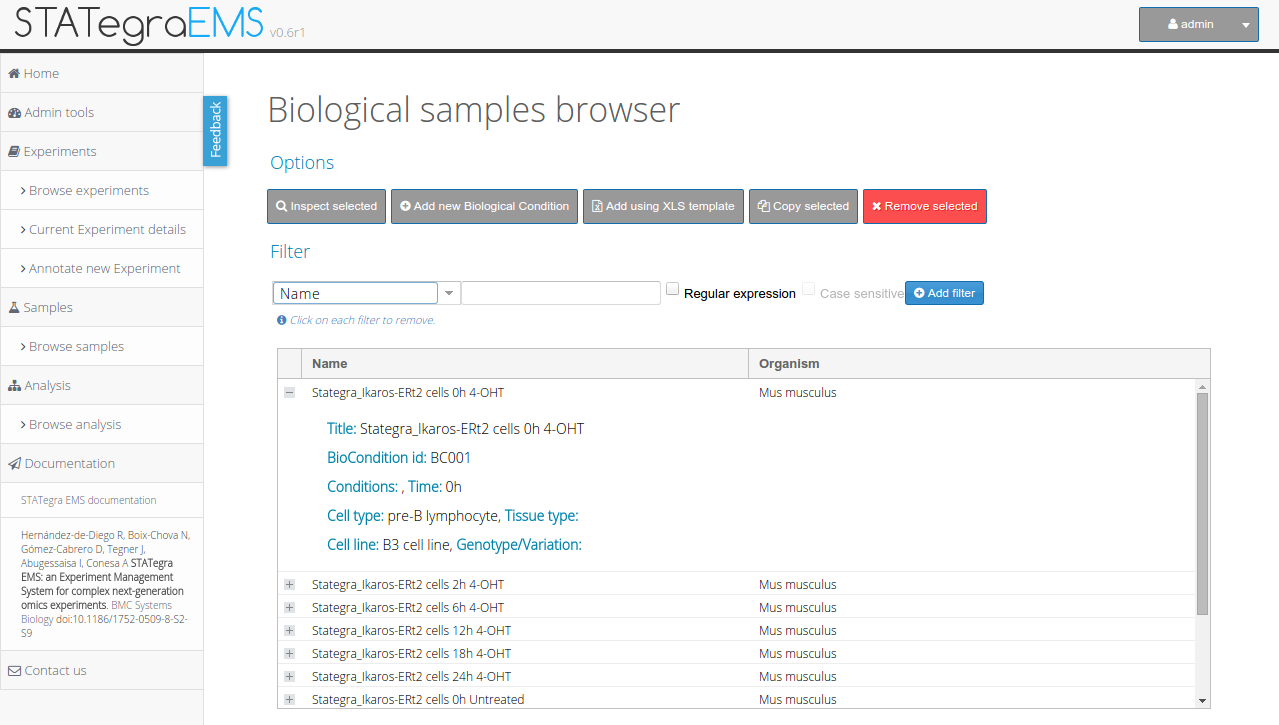 STATegraEMS v0.6r1
admin
Home
Admin tools
Experiments
Browse experiments
Current Experiment details
Annotate new Experiment
Samples
Browse samples
Analysis
Browse analysis
Documentation
STATegra EMS documentation
Hernández-de-Diego R, Boix-Chova N,
Gómez-Cabrero D, Tegner J,
Abugessaisa I, Conesa A STATegra
EMS: an Experiment Management
System for complex next-generation
omics experiments. BMC Systems
Biology doi:10.1186/1752-0509-8-S2-
S9
Contact us
Feedback
Biological samples browser
Options
Inspect selected Add new Biological Condition Add using XLS template Copy selected Remove selected
Filter
Name Regular expression Case sensitive Add filter
Click on each filter to remove.
Name Organism
Stategra_Ikaros-ERt2 cells 0h 4-OHT Mus musculus
Title: Stategra_Ikaros-ERt2 cells 0h 4-OHT
BioCondition id: BC001
Conditions: , Time: 0h
Cell type: pre-B lymphocyte, Tissue type:
Cell line: B3 cell line, Genotype/Variation:
Stategra_Ikaros-ERt2 cells 2h 4-OHT Mus musculus
Stategra_Ikaros-ERt2 cells 6h 4-OHT Mus musculus
Stategra_Ikaros-ERt2 cells 12h 4-OHT Mus musculus
Stategra_Ikaros-ERt2 cells 18h 4-OHT Mus musculus
Stategra_Ikaros-ERt2 cells 24h 4-OHT Mus musculus
Stategra_Ikaros-ERt2 cells 0h Untreated Mus musculus